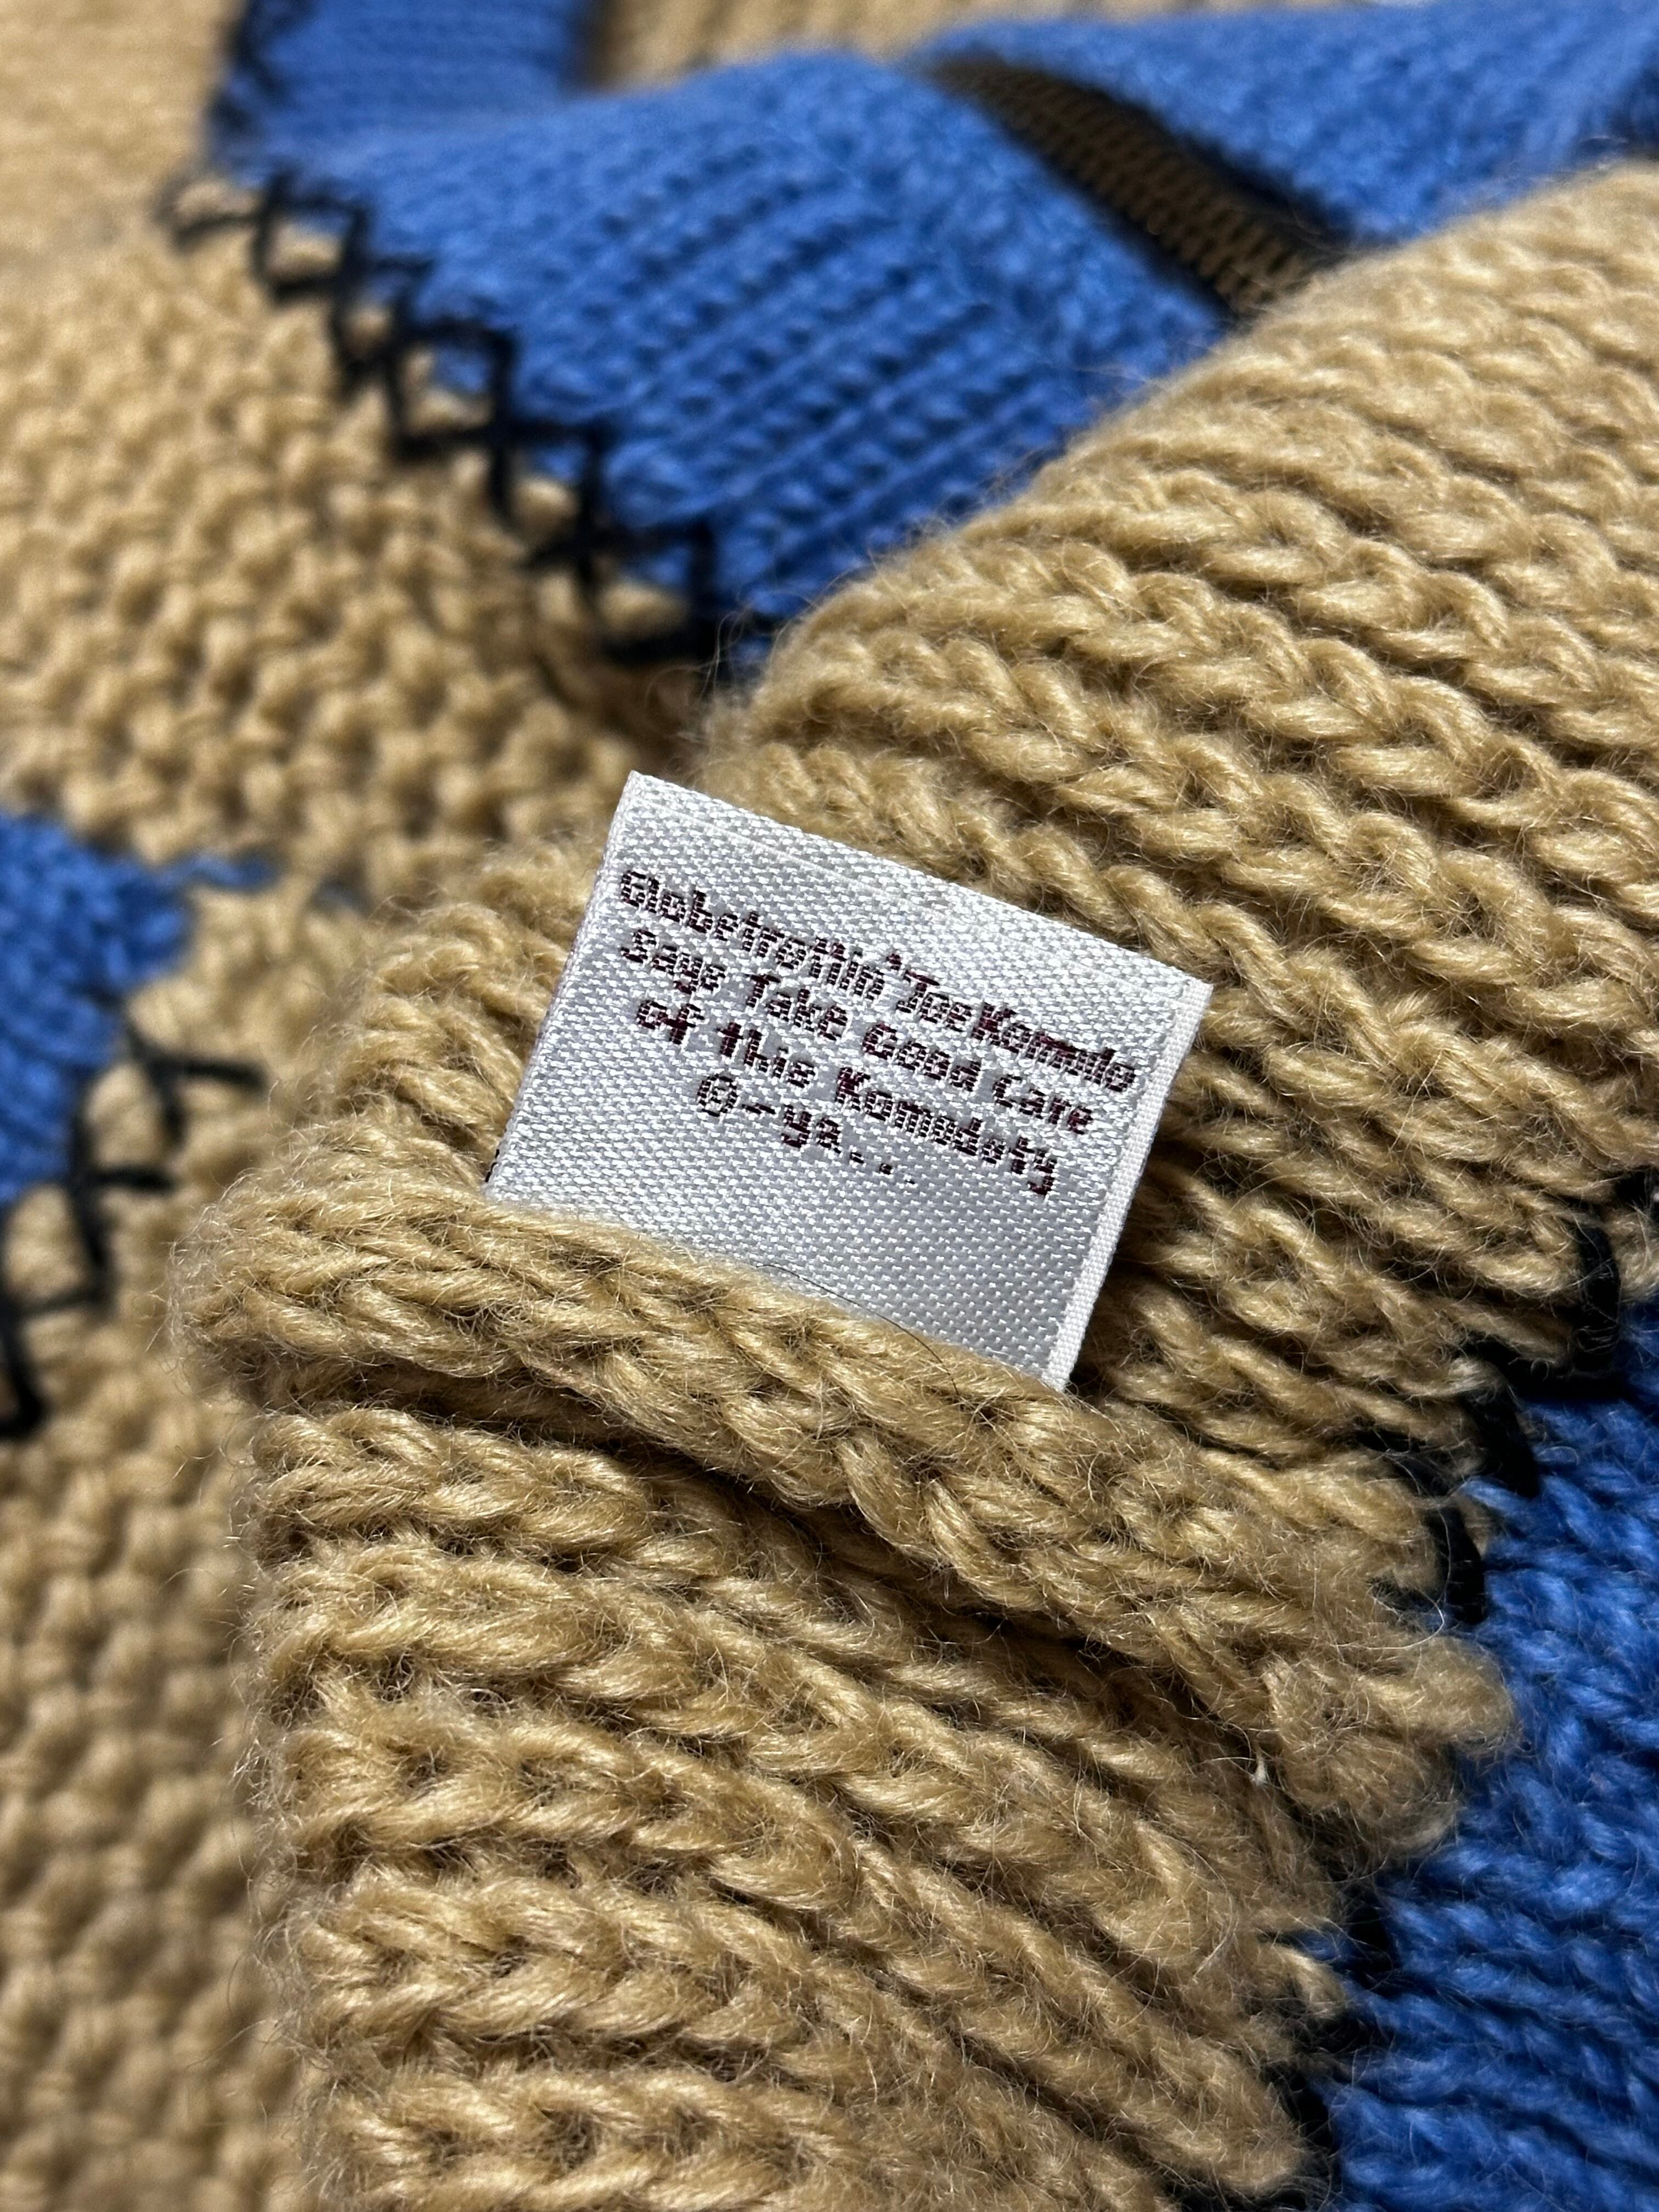 Globetrottin' Joe Komodo
Says Take Good Care
of this Komodoty
©-ya...